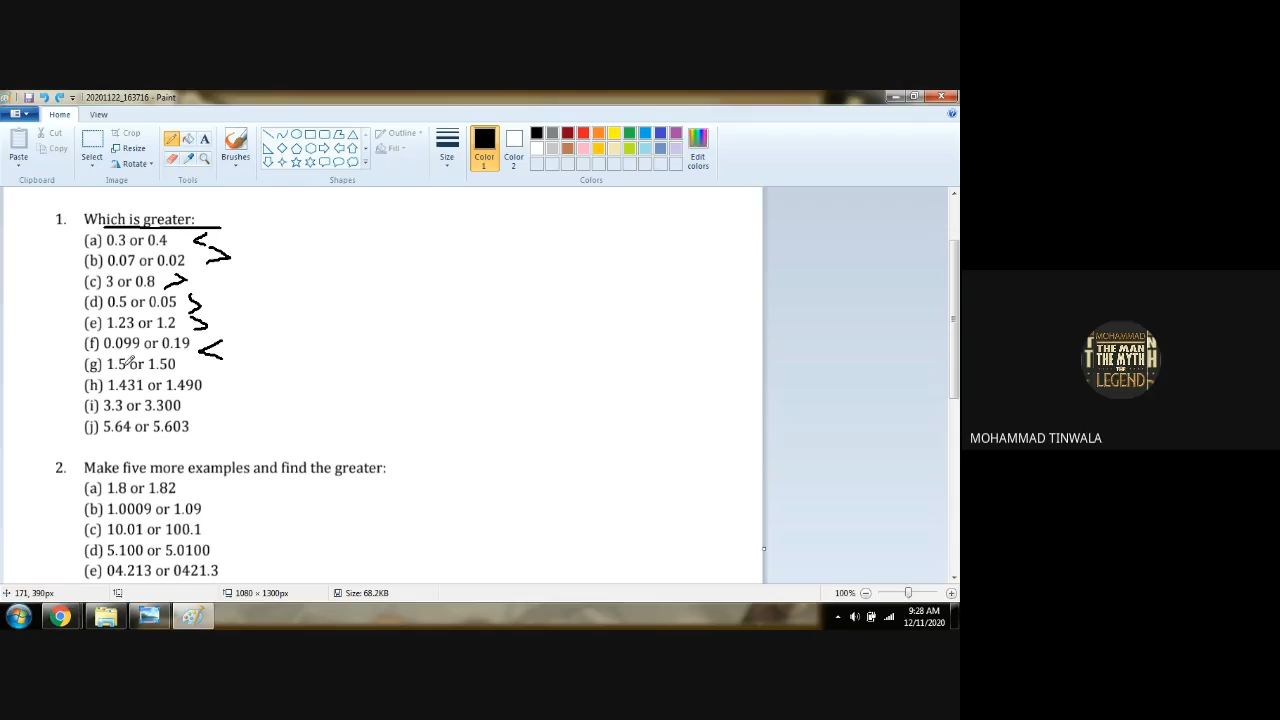 20201122_163716 - Paint
Home View
Paste
Cut
Copy
Clipboard
Select
Crop
Resize
Rotate
Image
A
Tools
Brushes
Outline
Fill
Shapes
Size
Color 1
Color 2
Edit colors
Colors
1. Which is greater:
(a) 0.3 or 0.4 <
(b) 0.07 or 0.02 >
(c) 3 or 0.8 >
(d) 0.5 or 0.05 >
(e) 1.23 or 1.2 >
(f) 0.099 or 0.19 <
(g) 1.5 or 1.50
(h) 1.431 or 1.490
(i) 3.3 or 3.300
(j) 5.64 or 5.603
2. Make five more examples and find the greater:
(a) 1.8 or 1.82
(b) 1.0009 or 1.09
(c) 10.01 or 100.1
(d) 5.100 or 5.0100
(e) 04.213 or 0421.3
171, 390px
1080 × 1300px
Size: 68.2KB
100%
9:28 AM
12/11/2020
MOHAMMAD
THE MAN
THE MYTH
THE
LEGEND
MOHAMMAD TINWALA